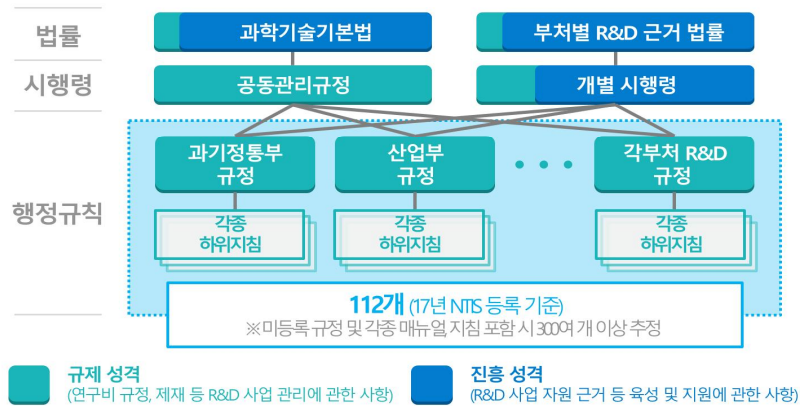 법률
과학기술기본법
부처별 R&D 근거 법률
시행령
공동관리규정
개별 시행령
행정규칙
과기정통부
규정
산업부
규정
각부처 R&D
규정
각종
하위지침
각종
하위지침
각종
하위지침
112개 (17년 NTIS 등록 기준)
※미등록 규정 및 각종 매뉴얼, 지침 포함 시 300여 개 이상 추정
규제 성격
(연구비 규정, 제재 등 R&D 사업 관리에 관한 사항)
진흥 성격
(R&D 사업 자원 근거 등 육성 및 지원에 관한 사항)